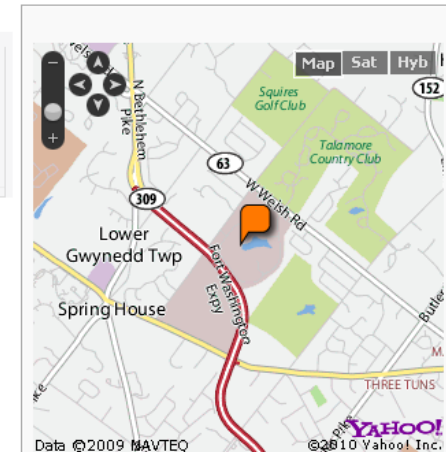 Map Sat Hyb
152
N Bethlehem
Pike
Squires
Golf Club
Talamore
Country Club
63
W Welsh Rd
309
Lower
Gwynedd Twp
Fort Washington
Expy
Spring House
Butler
THREE TUNS
Pike
YAHOO!
Data ©2009 NAVTEQ
©2010 Yahoo! Inc.